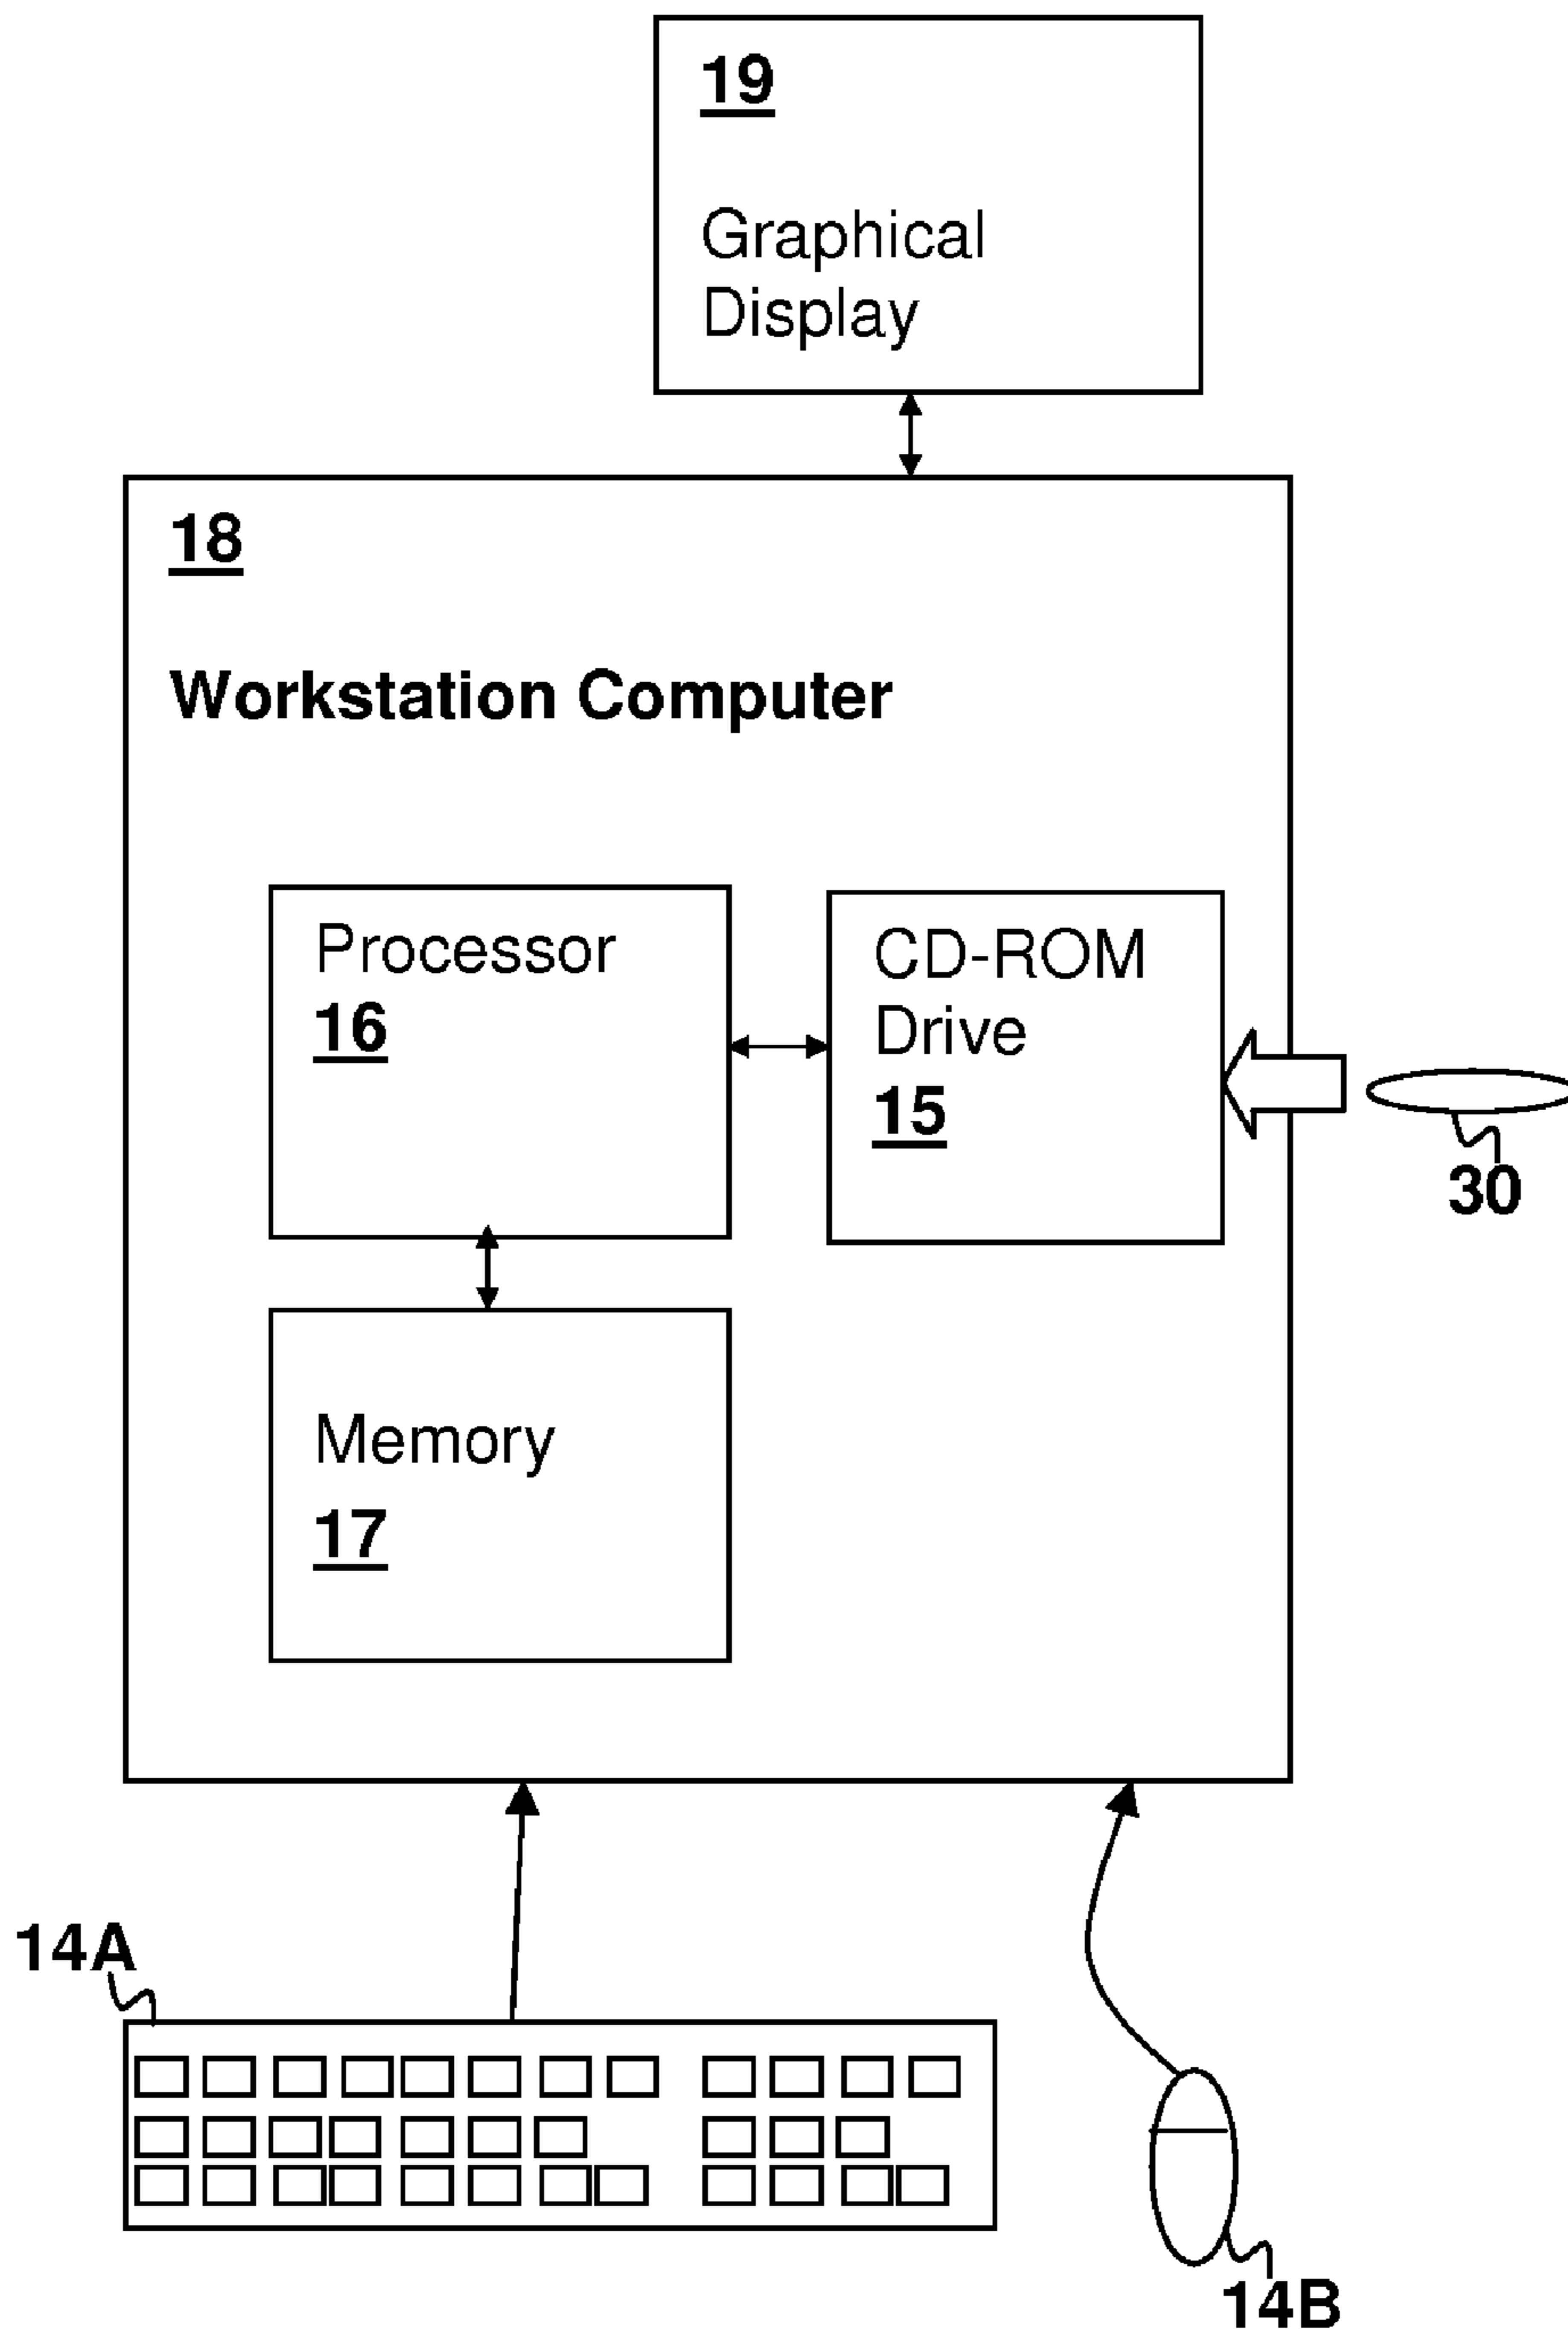 19
Graphical
Display
18
Workstation Computer
Processor
16
CD-ROM
Drive
15
30
Memory
17
14A
14B